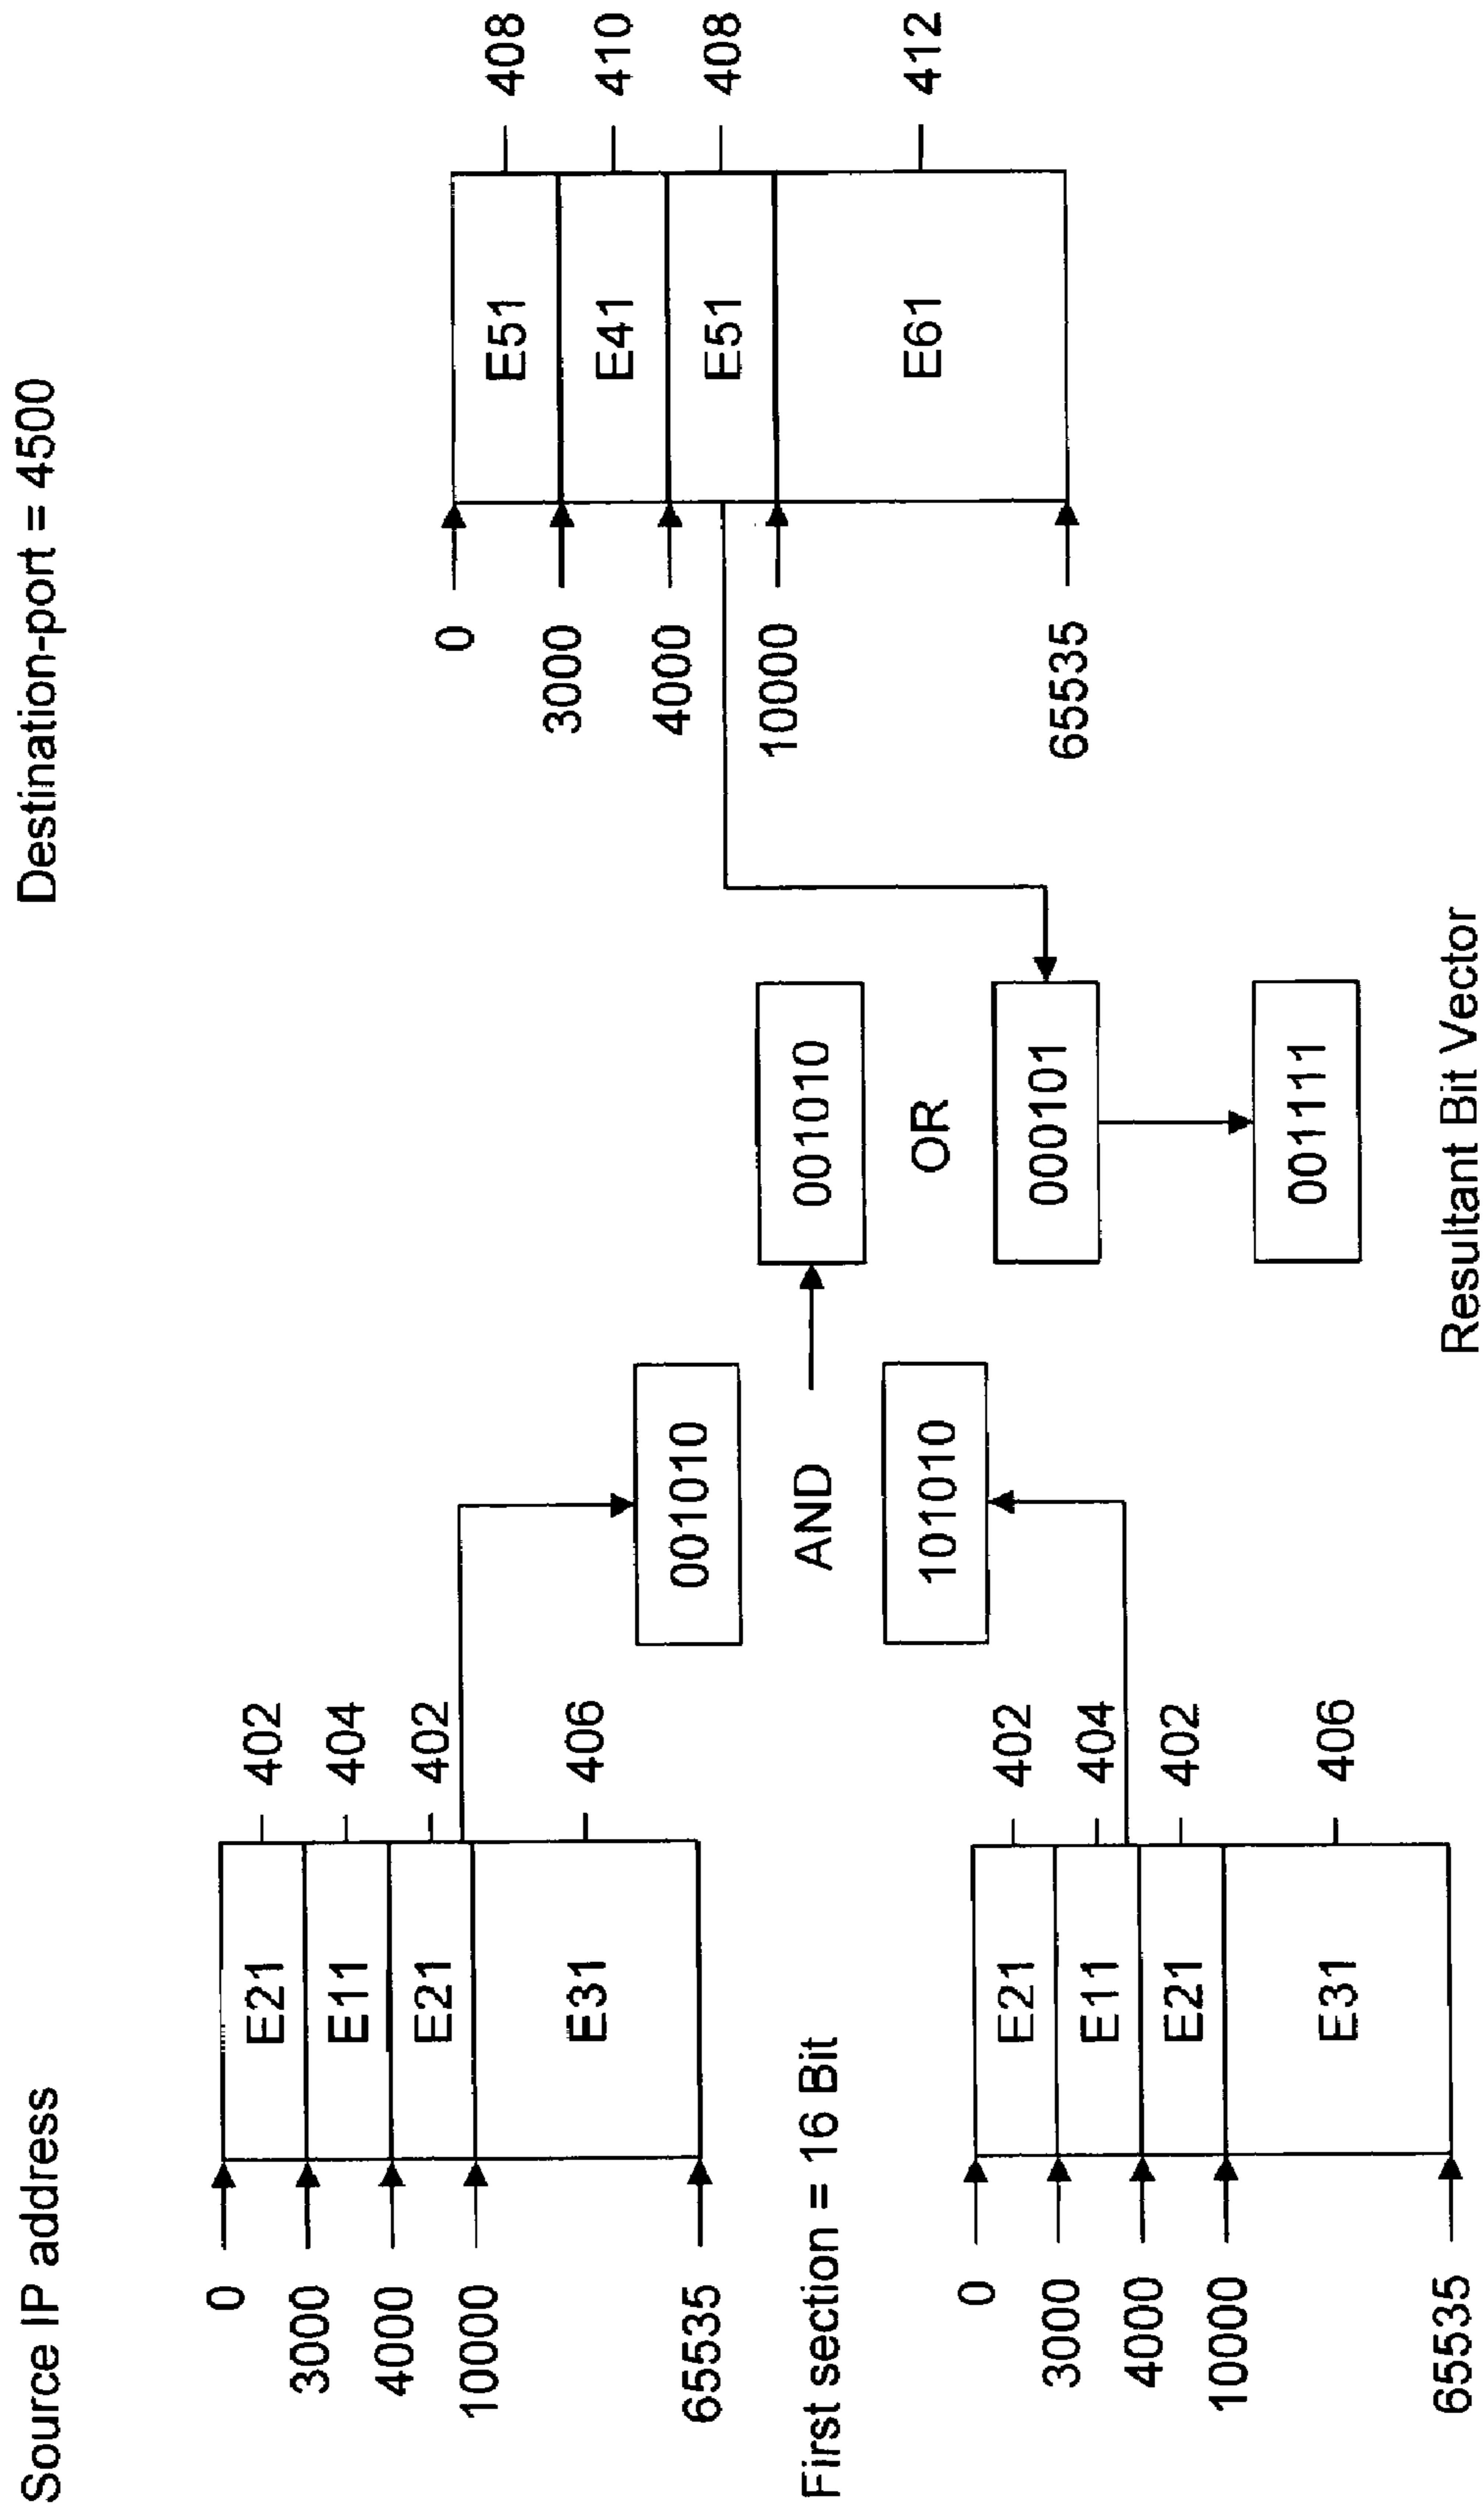 Source IP address
Destination-port = 4500
0
3000
4000
10000
65535
E21
E11
E21
E31
402
404
402
406
First section = 16 Bit
0
3000
4000
10000
65535
E21
E11
E21
E31
402
404
402
406
001010
AND
101010
001010
OR
000101
001111
Resultant Bit Vector
0
3000
4000
10000
65535
E51
E41
E51
E61
408
410
408
412